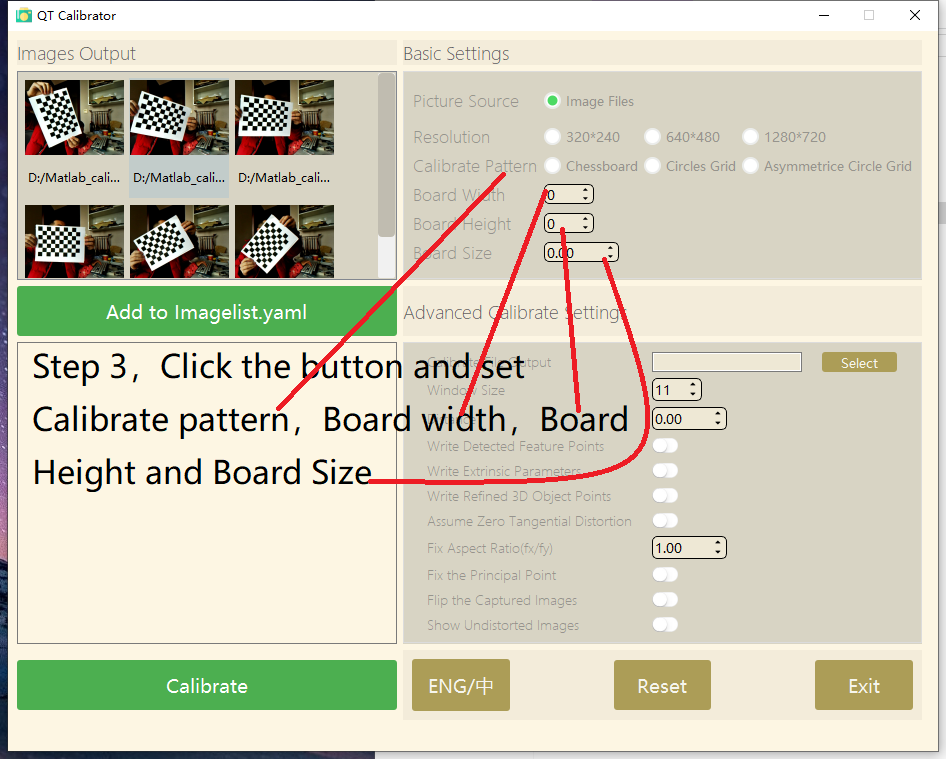 QT Calibrator
Images Output
D:/Matlab_cali... D:/Matlab_cali... D:/Matlab_cali...
Add to Imagelist.yaml
Step 3，Click the button and set
Calibrate pattern，Board width，Board
Height and Board Size
Calibrate
Basic Settings
Picture Source Image Files
Resolution 320*240 640*480 1280*720
Calibrate Pattern Chessboard Circles Grid Asymmetrice Circle Grid
Board Width 0
Board Height 0
Board Size 0.00
Advanced Calibrate Settings
Output Select
Window Size 11
0.00
Write Detected Feature Points
Write Extrinsic Parameters
Write Refined 3D Object Points
Assume Zero Tangential Distortion
Fix Aspect Ratio(fx/fy) 1.00
Fix the Principal Point
Flip the Captured Images
Show Undistorted Images
ENG/中 Reset Exit